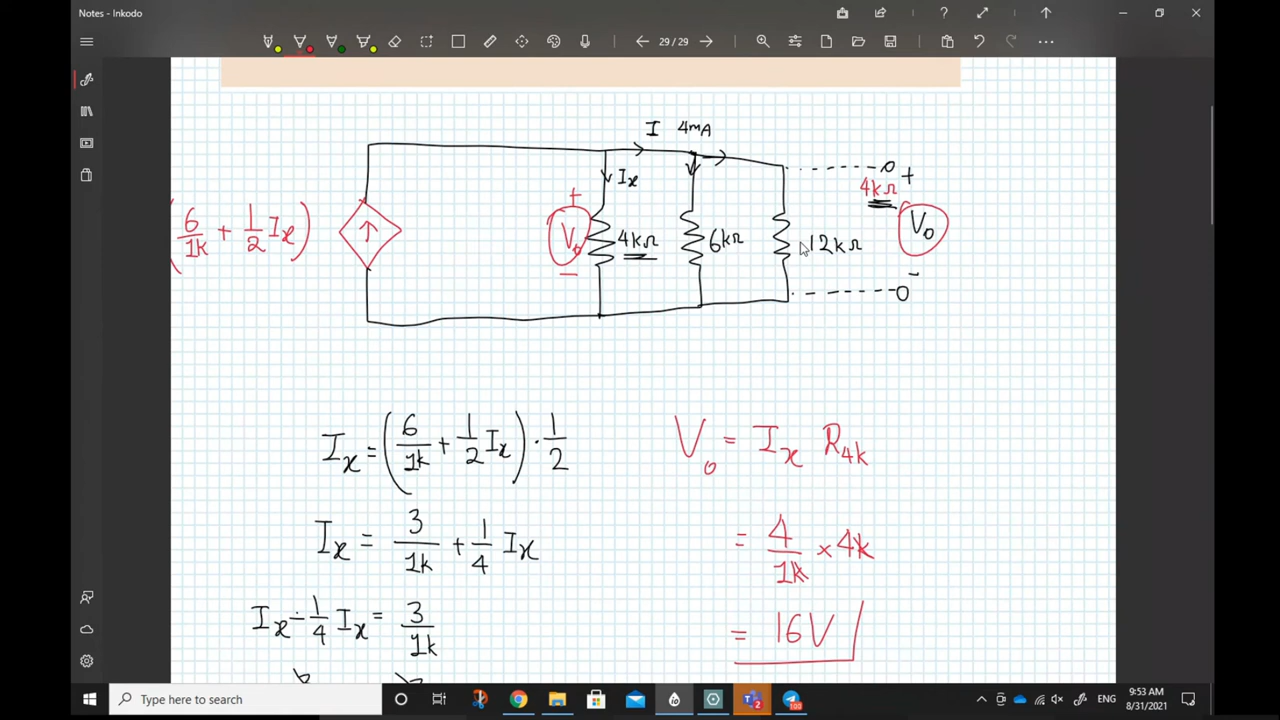 Notes - Inkodo
29 / 29
I 4mA
Ix
+
4kΩ
+
(6/1k + 1/2 Ix)
↑
Vo
4kΩ
6kΩ
12kΩ
Vo
-
-
Ix = (6/1k + 1/2 Ix) · 1/2
Vo = Ix R4k
Ix = 3/1k + 1/4 Ix
= 4/1k × 4k
Ix - 1/4 Ix = 3/1k
= 16V
Type here to search
ENG
9:53 AM
8/31/2021